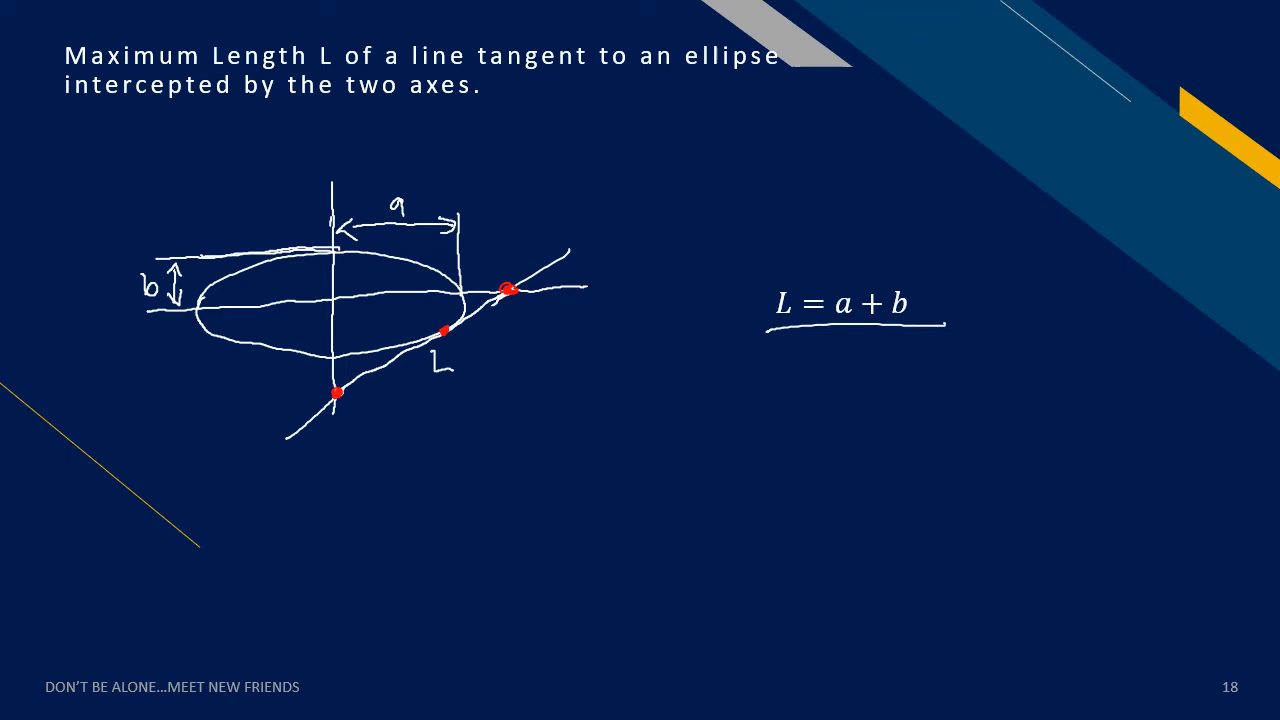 Maximum Length L of a line tangent to an ellipse
intercepted by the two axes.
a
b
L = a + b
L
DON'T BE ALONE...MEET NEW FRIENDS
18